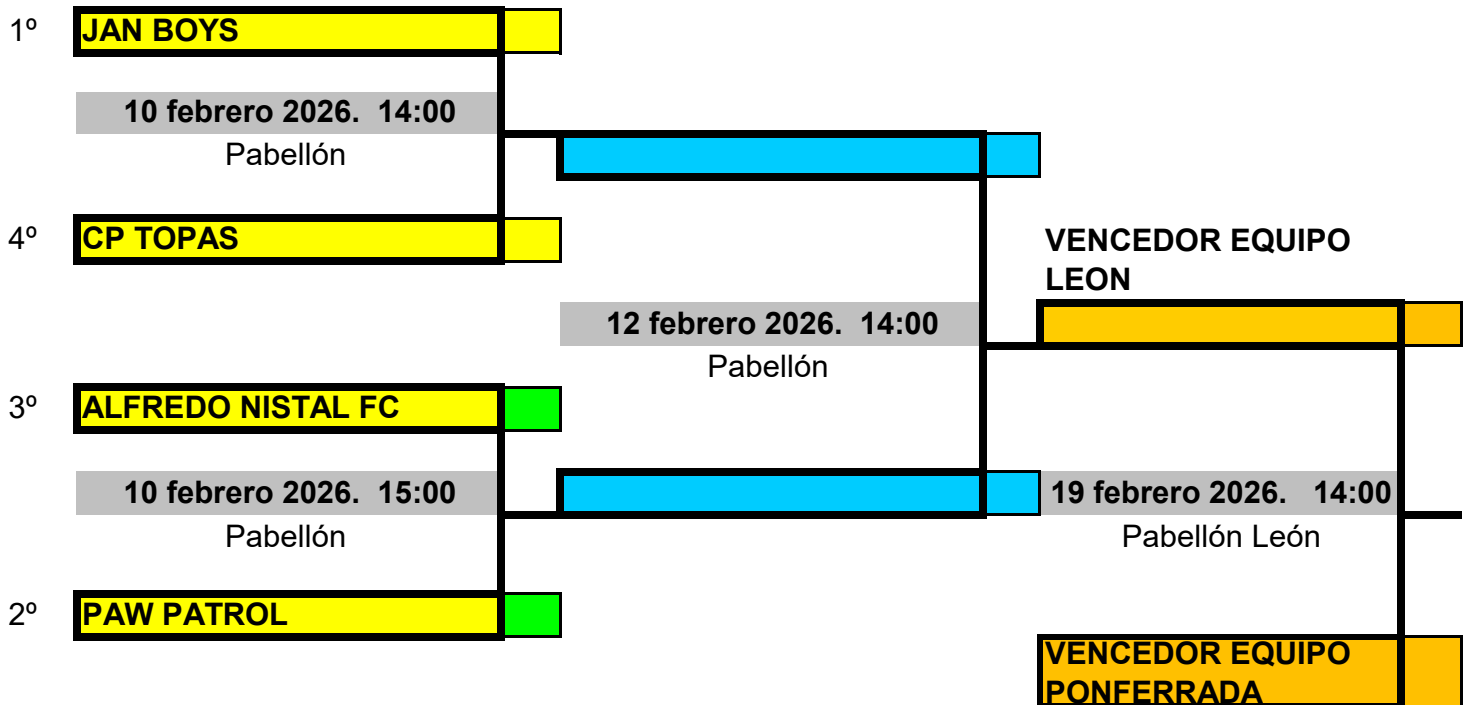 1º JAN BOYS
10 febrero 2026. 14:00
Pabellón
4º CP TOPAS
VENCEDOR EQUIPO
LEON
12 febrero 2026. 14:00
Pabellón
3º ALFREDO NISTAL FC
10 febrero 2026. 15:00
Pabellón
19 febrero 2026. 14:00
Pabellón León
2º PAW PATROL
VENCEDOR EQUIPO
PONFERRADA